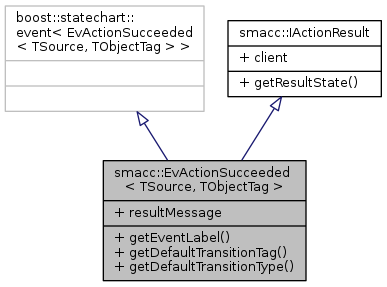 boost::statechart::
event< EvActionSucceeded
< TSource, TObjectTag > >
smacc::IActionResult
+ client
+ getResultState()
smacc::EvActionSucceeded
< TSource, TObjectTag >
+ resultMessage
+ getEventLabel()
+ getDefaultTransitionTag()
+ getDefaultTransitionType()